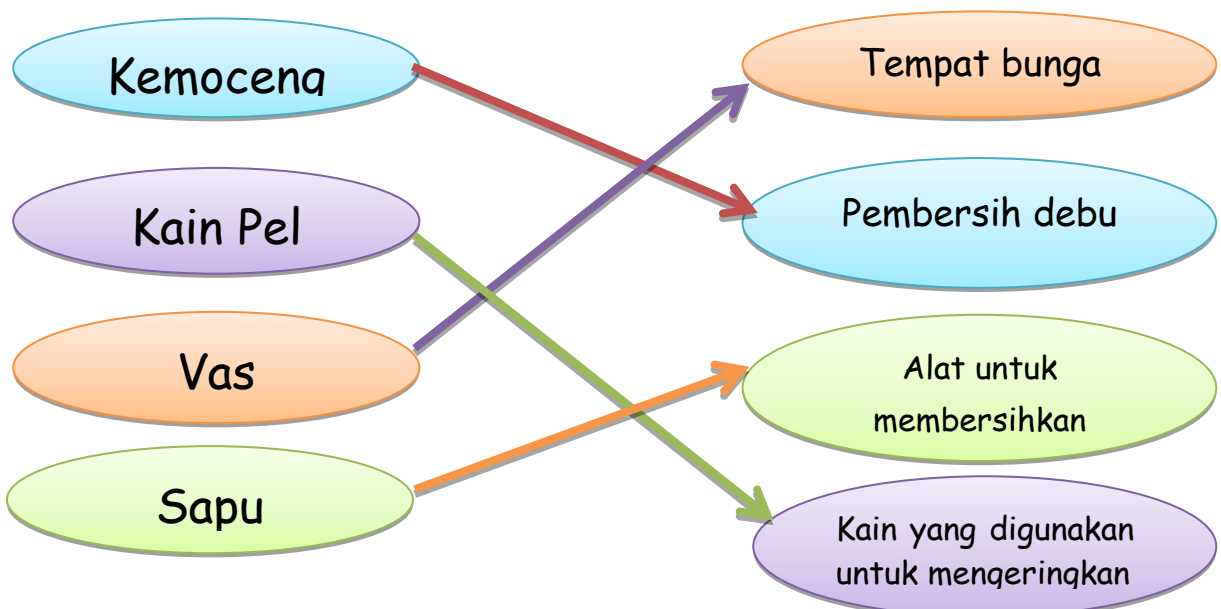 Kemoceng
Tempat bunga
Kain Pel
Pembersih debu
Vas
Alat untuk
membersihkan
Sapu
Kain yang digunakan
untuk mengeringkan